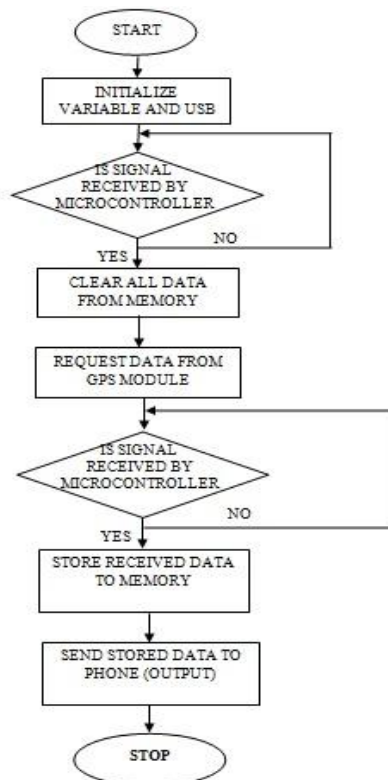 START
INITIALIZE
VARIABLE AND USB
IS SIGNAL
RECEIVED BY
MICROCONTROLLER
NO
YES
CLEAR ALL DATA
FROM MEMORY
REQUEST DATA FROM
GPS MODULE
IS SIGNAL
RECEIVED BY
MICROCONTROLLER
NO
YES
STORE RECEIVED DATA
TO MEMORY
SEND STORED DATA TO
PHONE (OUTPUT)
STOP